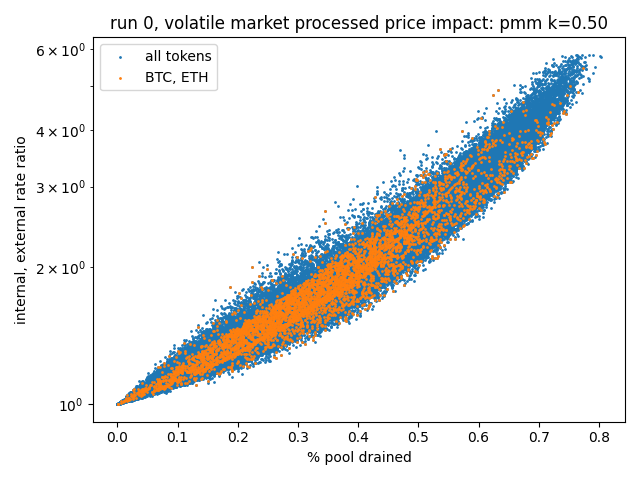 run 0, volatile market processed price impact: pmm k=0.50
all tokens
BTC, ETH
internal, external rate ratio
6 × 10⁰
4 × 10⁰
3 × 10⁰
2 × 10⁰
10⁰
0.0 0.1 0.2 0.3 0.4 0.5 0.6 0.7 0.8
% pool drained